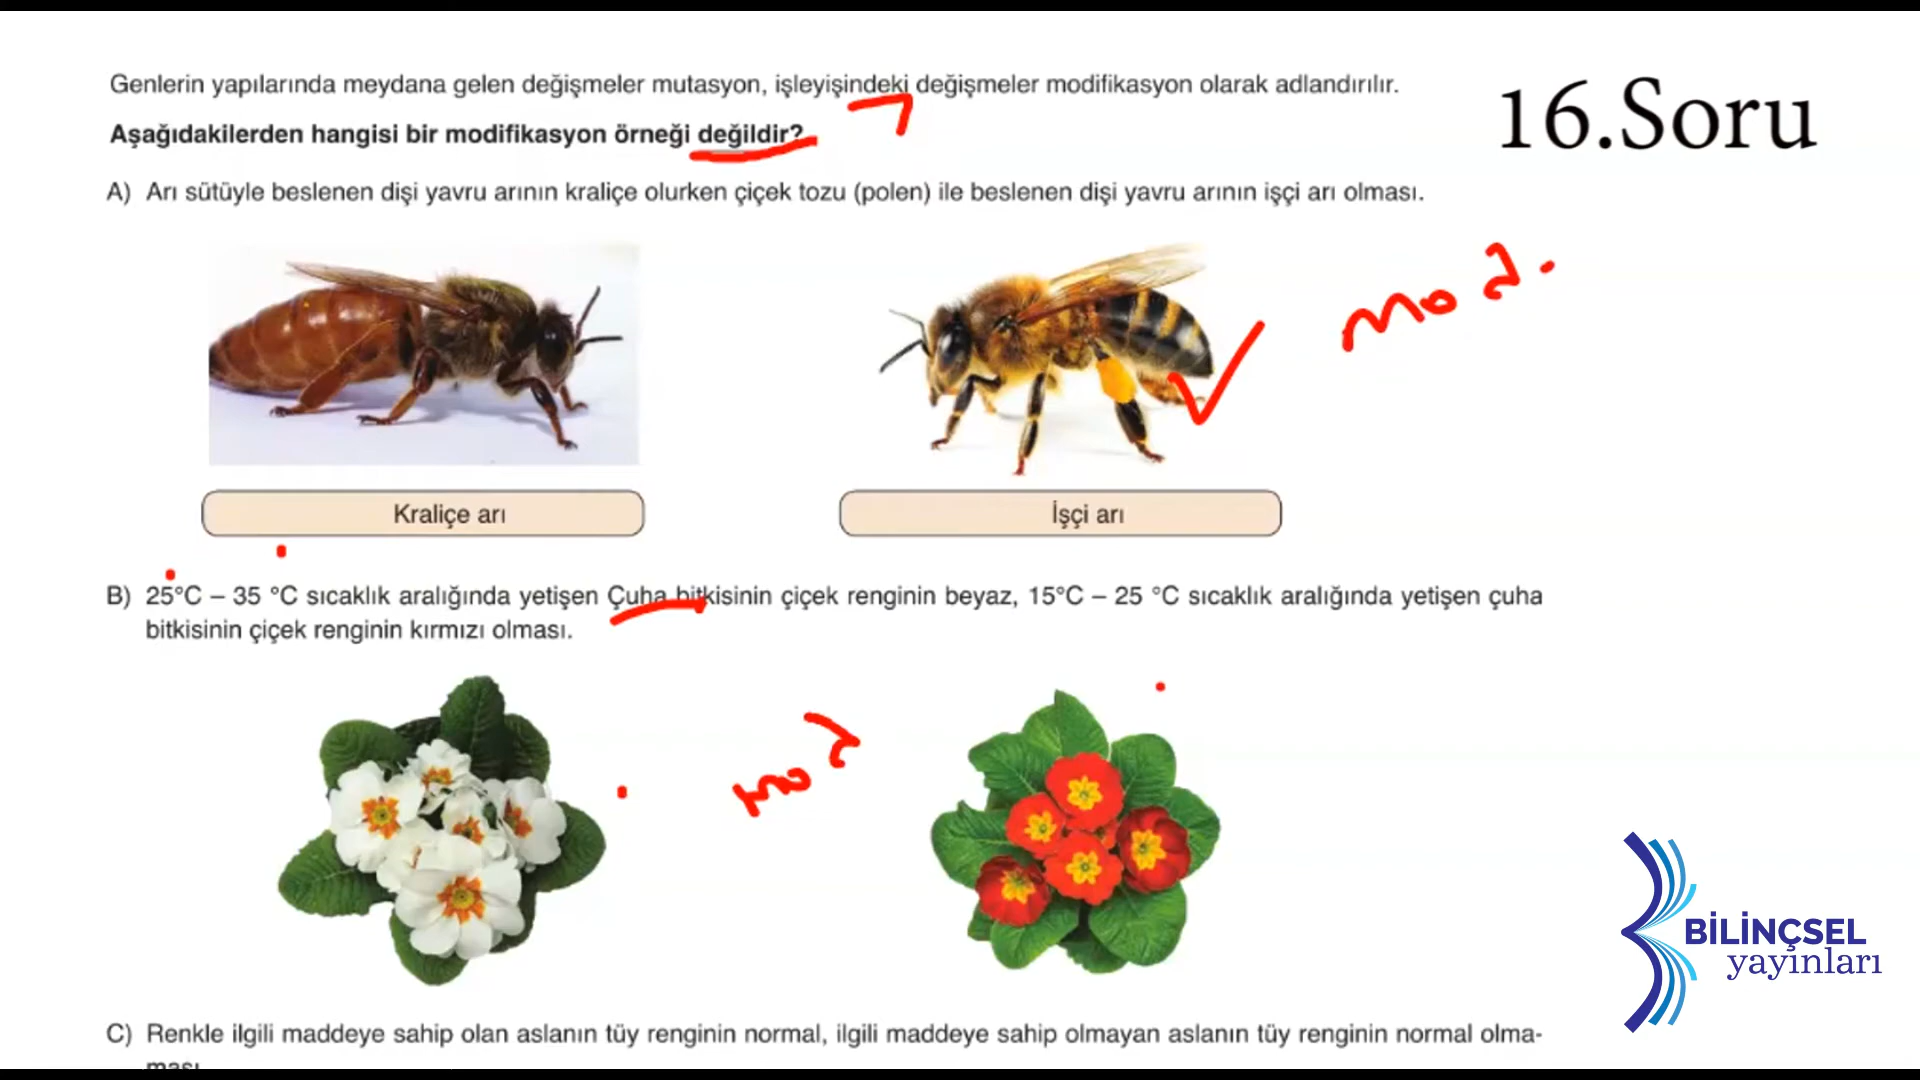 Genlerin yapılarında meydana gelen değişmeler mutasyon, işleyişindeki değişmeler modifikasyon olarak adlandırılır.
16.Soru
Aşağıdakilerden hangisi bir modifikasyon örneği değildir?
A) Arı sütüyle beslenen dişi yavru arının kraliçe olurken çiçek tozu (polen) ile beslenen dişi yavru arının işçi arı olması.
mod.
Kraliçe arı
İşçi arı
B) 25°C – 35 °C sıcaklık aralığında yetişen Çuha bitkisinin çiçek renginin beyaz, 15°C – 25 °C sıcaklık aralığında yetişen çuha
bitkisinin çiçek renginin kırmızı olması.
mod
BİLİNÇSEL
yayınları
C) Renkle ilgili maddeye sahip olan aslanın tüy renginin normal, ilgili maddeye sahip olmayan aslanın tüy renginin normal olma-
ması